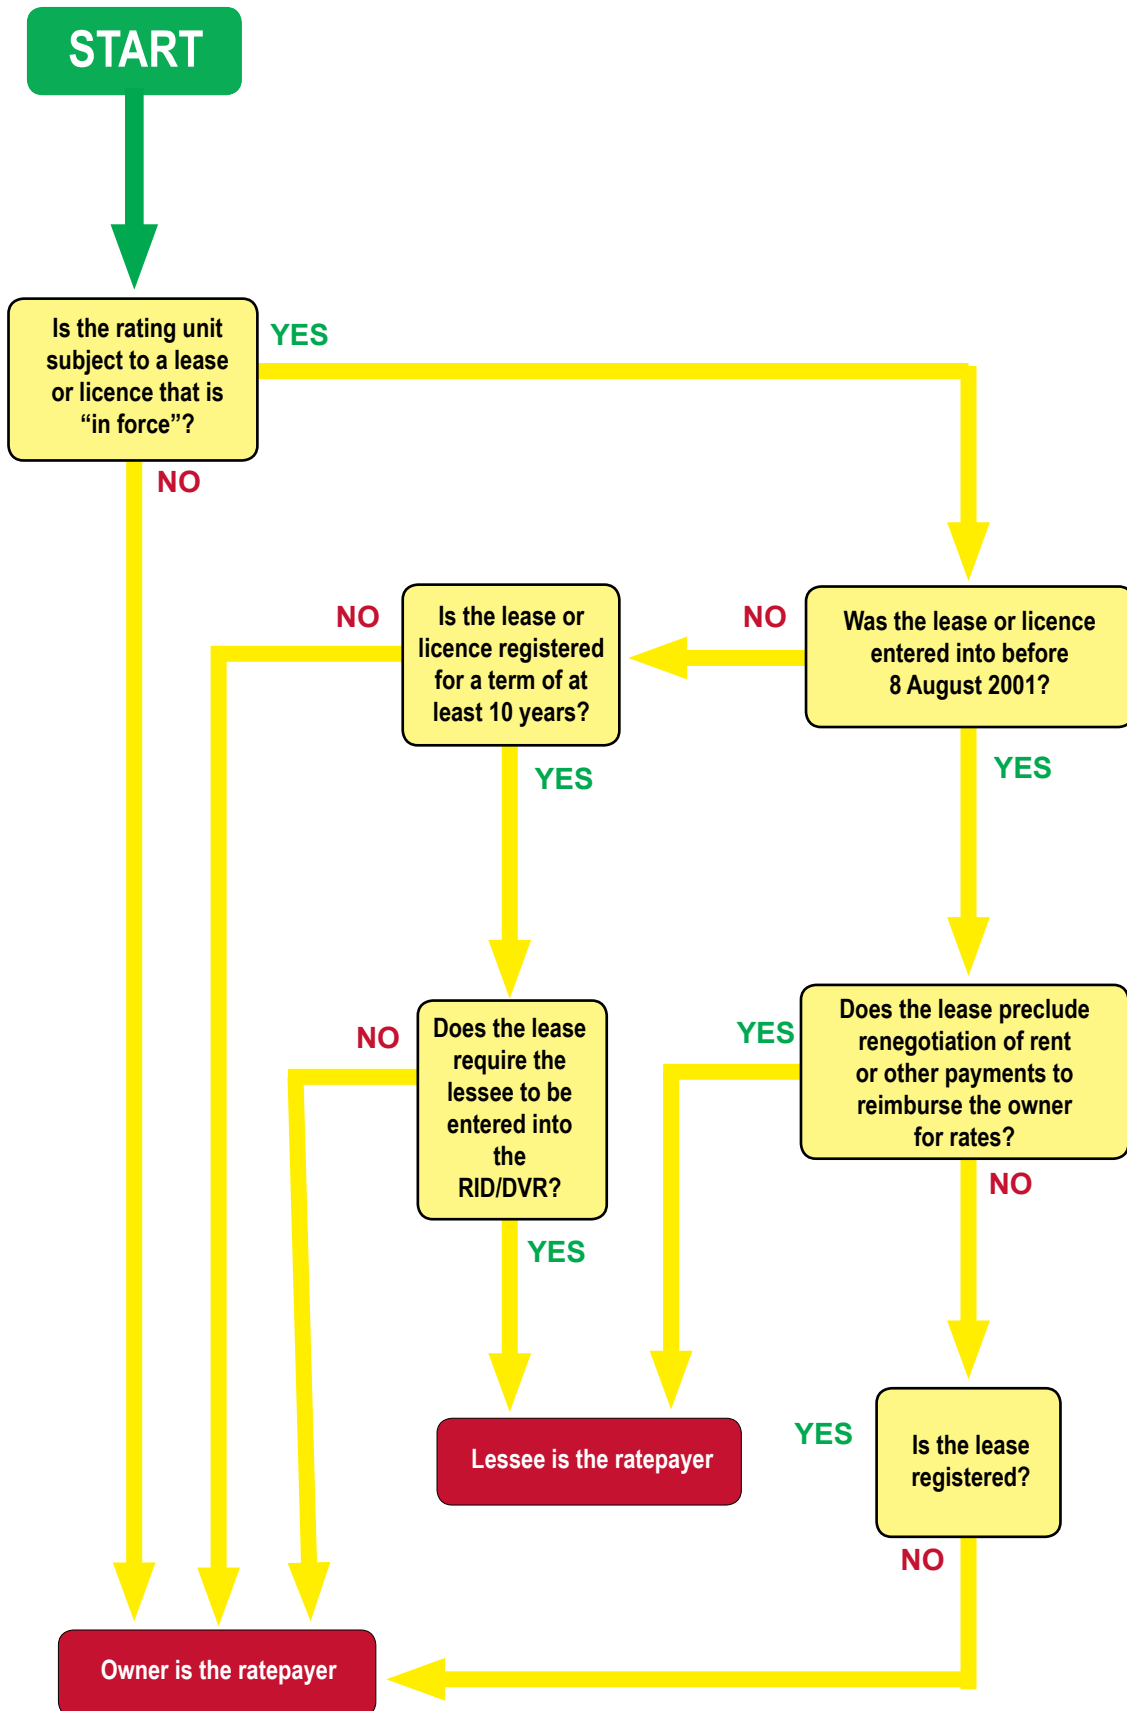 START
Is the rating unit
subject to a lease
or licence that is
“in force”?
YES
NO
Was the lease or licence
entered into before
8 August 2001?
NO
YES
Is the lease or
licence registered
for a term of at
least 10 years?
NO
YES
Does the lease
require the
lessee to be
entered into
the
RID/DVR?
NO
YES
Does the lease preclude
renegotiation of rent
or other payments to
reimburse the owner
for rates?
YES
NO
Is the lease
registered?
YES
NO
Lessee is the ratepayer
Owner is the ratepayer